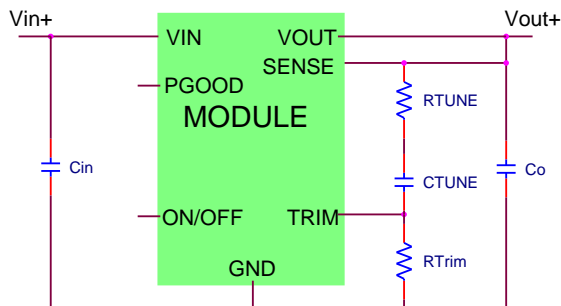 Vin+
Vout+
VIN
VOUT
SENSE
PGOOD
RTUNE
MODULE
Cin
CTUNE
Co
ON/OFF
TRIM
GND
RTrim